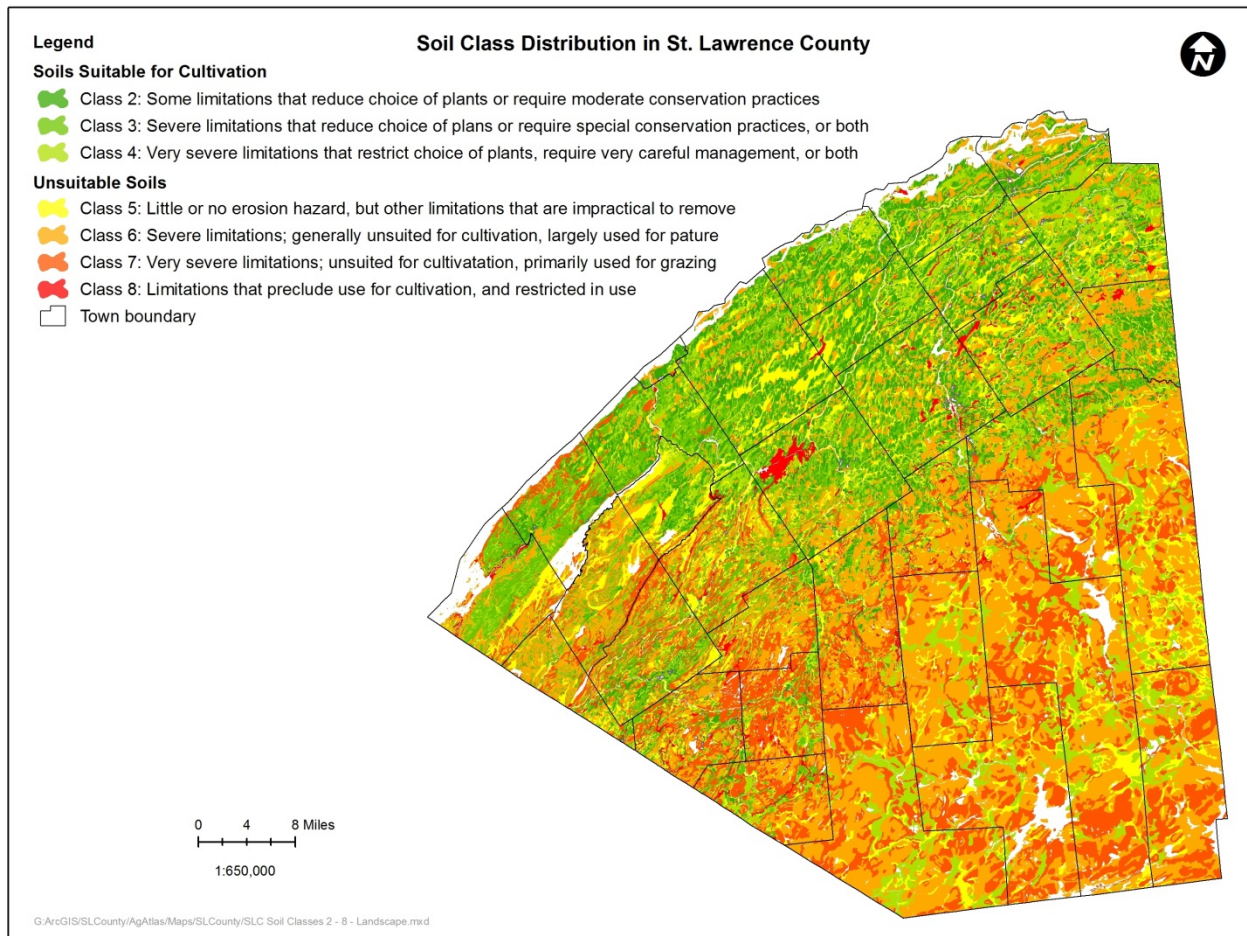 Soil Class Distribution in St. Lawrence County
N
Legend
Soils Suitable for Cultivation
Class 2: Some limitations that reduce choice of plants or require moderate conservation practices
Class 3: Severe limitations that reduce choice of plans or require special conservation practices, or both
Class 4: Very severe limitations that restrict choice of plants, require very careful management, or both
Unsuitable Soils
Class 5: Little or no erosion hazard, but other limitations that are impractical to remove
Class 6: Severe limitations; generally unsuited for cultivation, largely used for pature
Class 7: Very severe limitations; unsuited for cultivatation, primarily used for grazing
Class 8: Limitations that preclude use for cultivation, and restricted in use
Town boundary
0 4 8 Miles
1:650,000
G:ArcGIS/SLCounty/AgAtlas/Maps/SLCounty/SLC Soil Classes 2 - 8 - Landscape.mxd